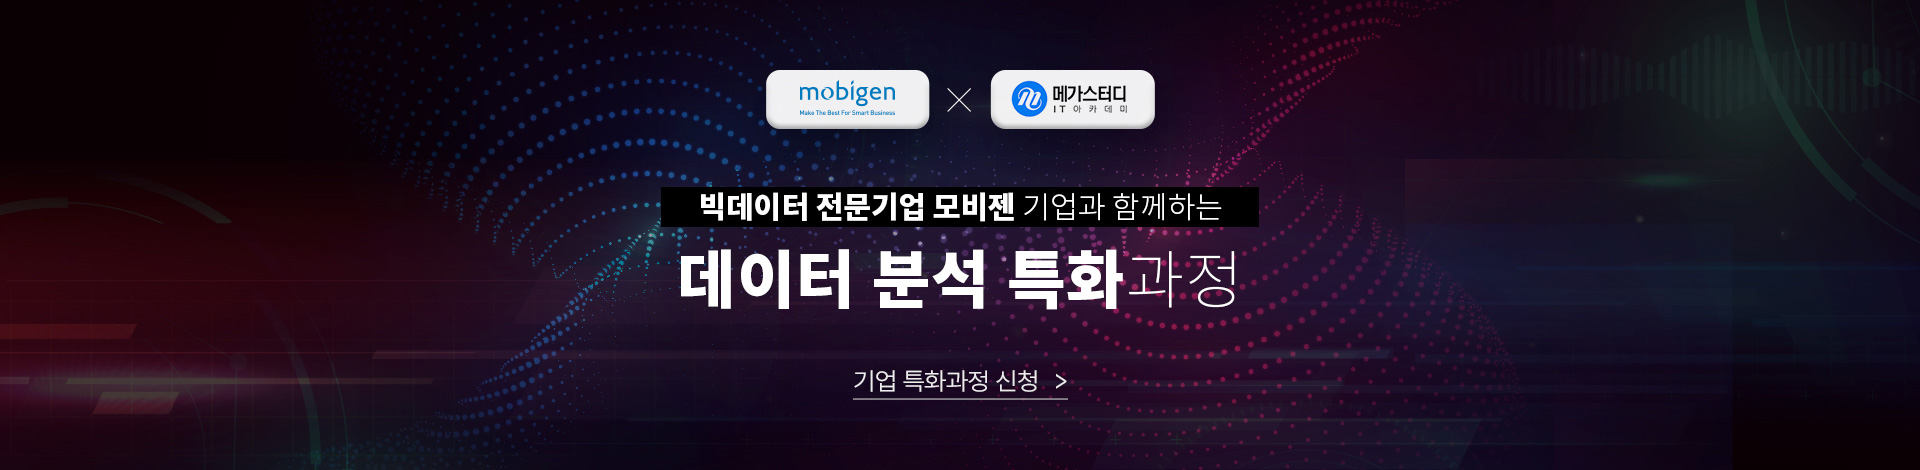 mobigen
Make The Best For Smart Business
메가스터디
IT 아카데미
빅데이터 전문기업 모비젠 기업과 함께하는
데이터 분석 특화과정
기업 특화과정 신청 >